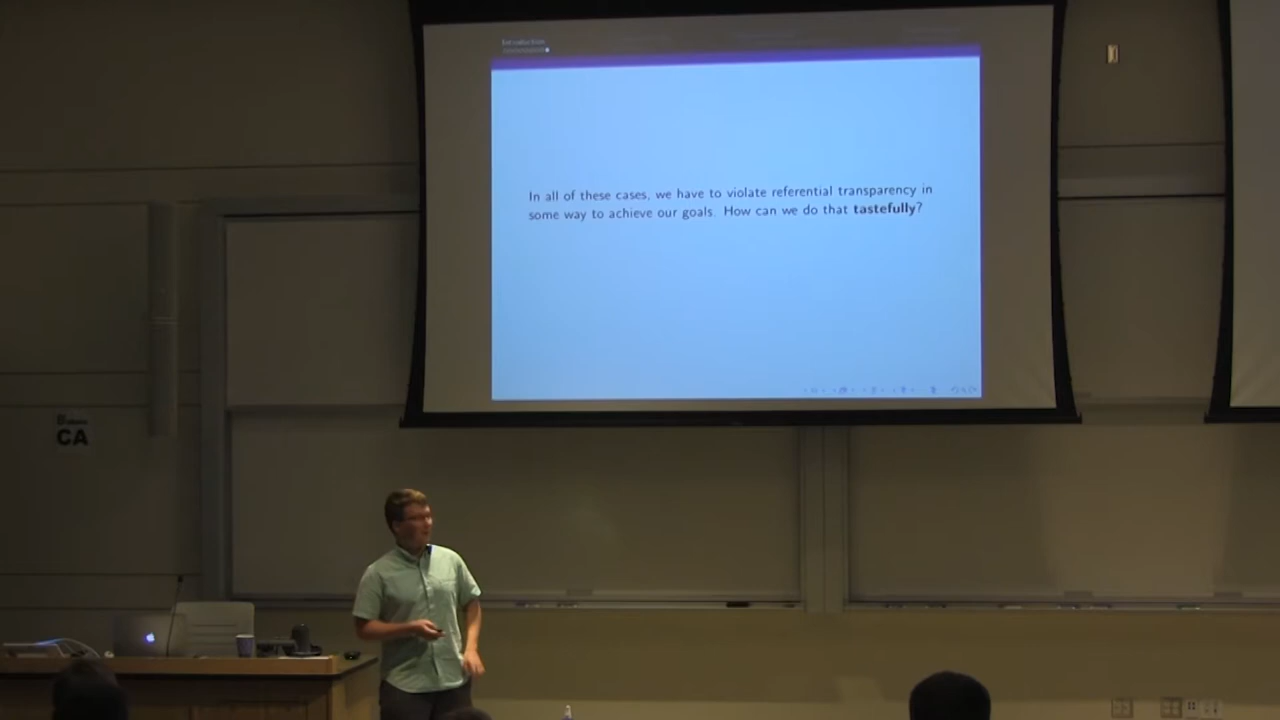 Introduction
In all of these cases, we have to violate referential transparency in
some way to achieve our goals. How can we do that tastefully?
CA